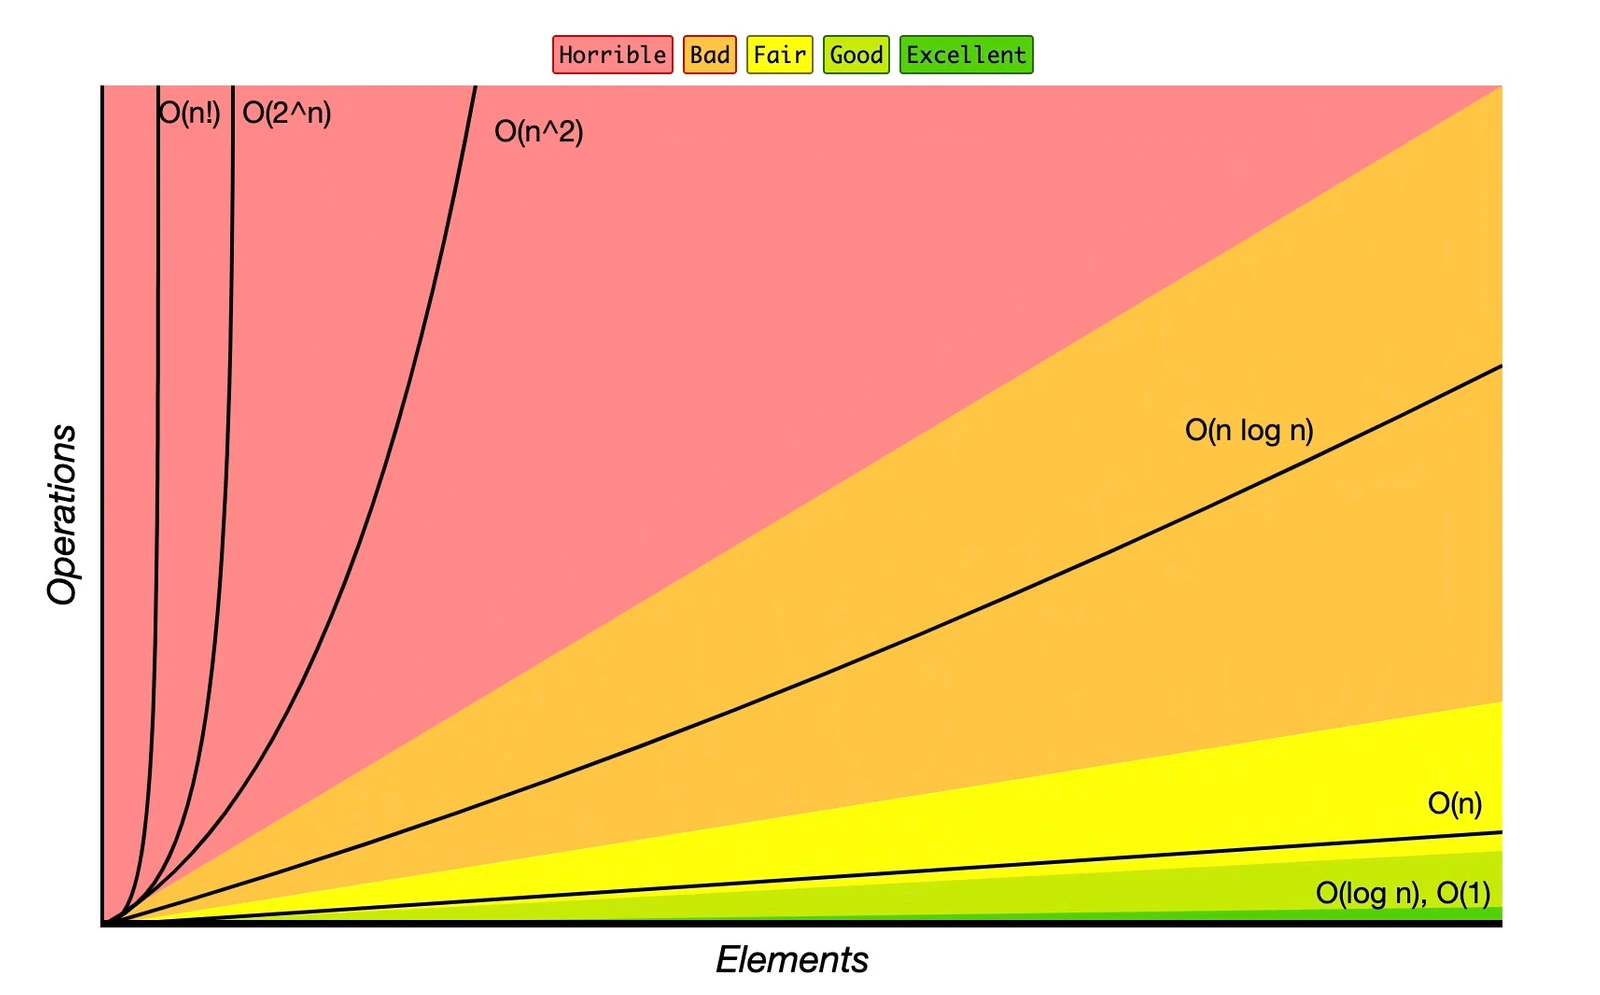 Horrible Bad Fair Good Excellent
O(n!) O(2^n)
O(n^2)
O(n log n)
Operations
O(n)
O(log n), O(1)
Elements